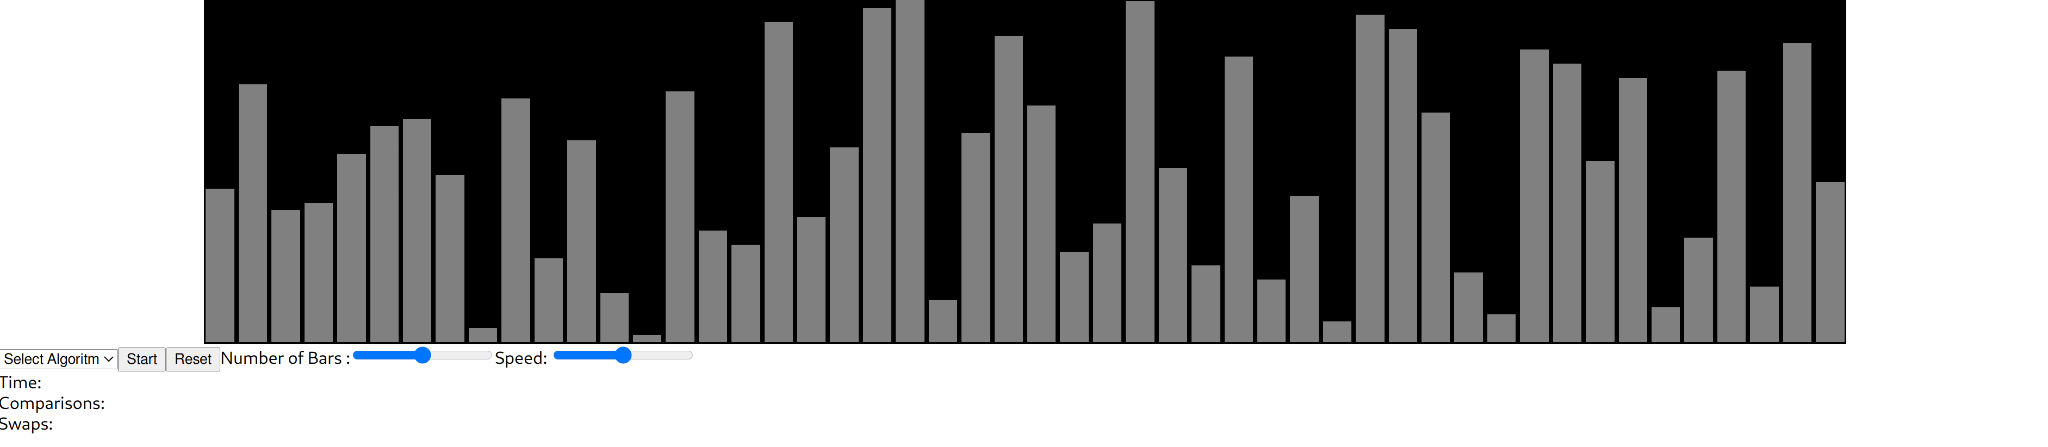 Select Algoritm Start Reset Number of Bars : Speed:
Time:
Comparisons:
Swaps: